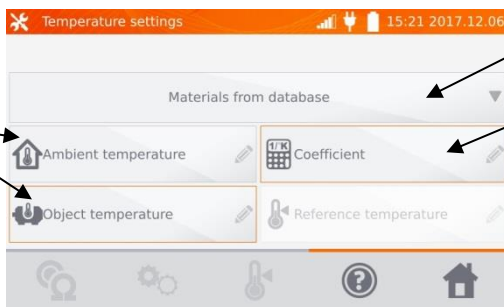 Temperature settings 15:21 2017.12.06
Materials from database
Ambient temperature
1/°K Coefficient
Object temperature
Reference temperature